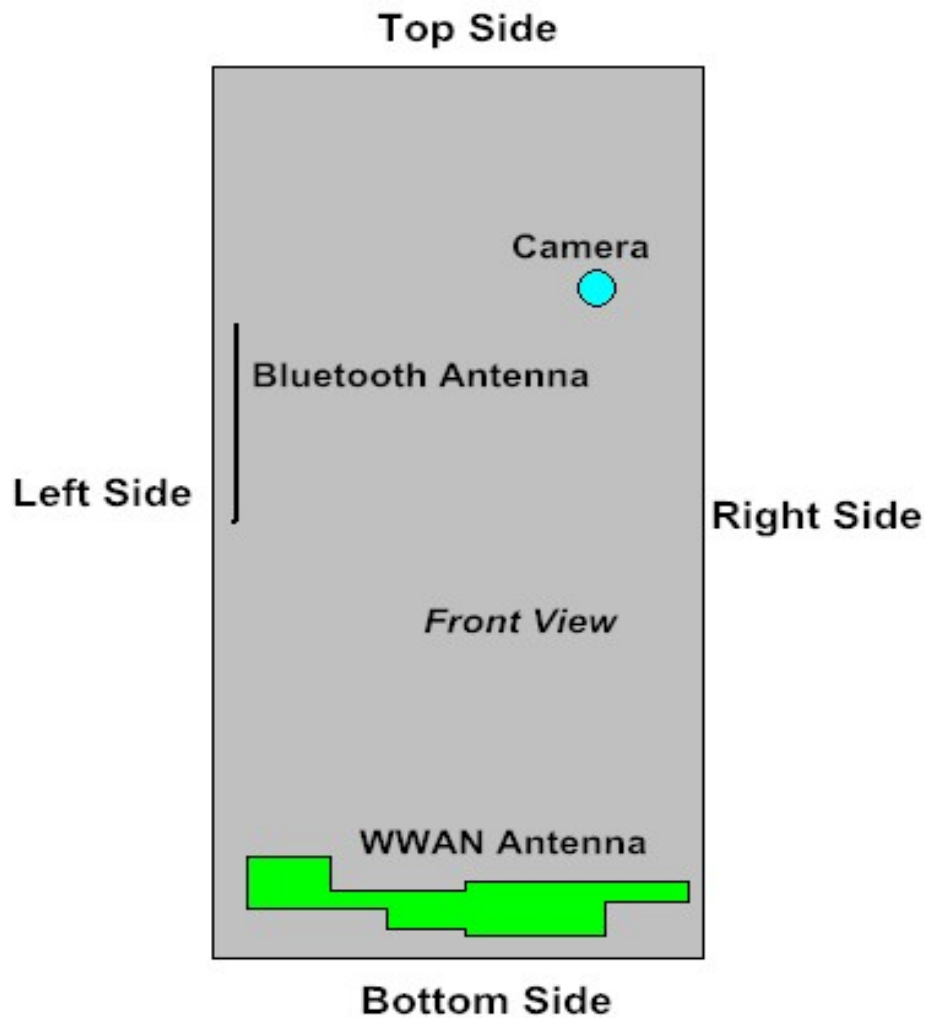 Top Side
Camera
Bluetooth Antenna
Left Side
Right Side
Front View
WWAN Antenna
Bottom Side